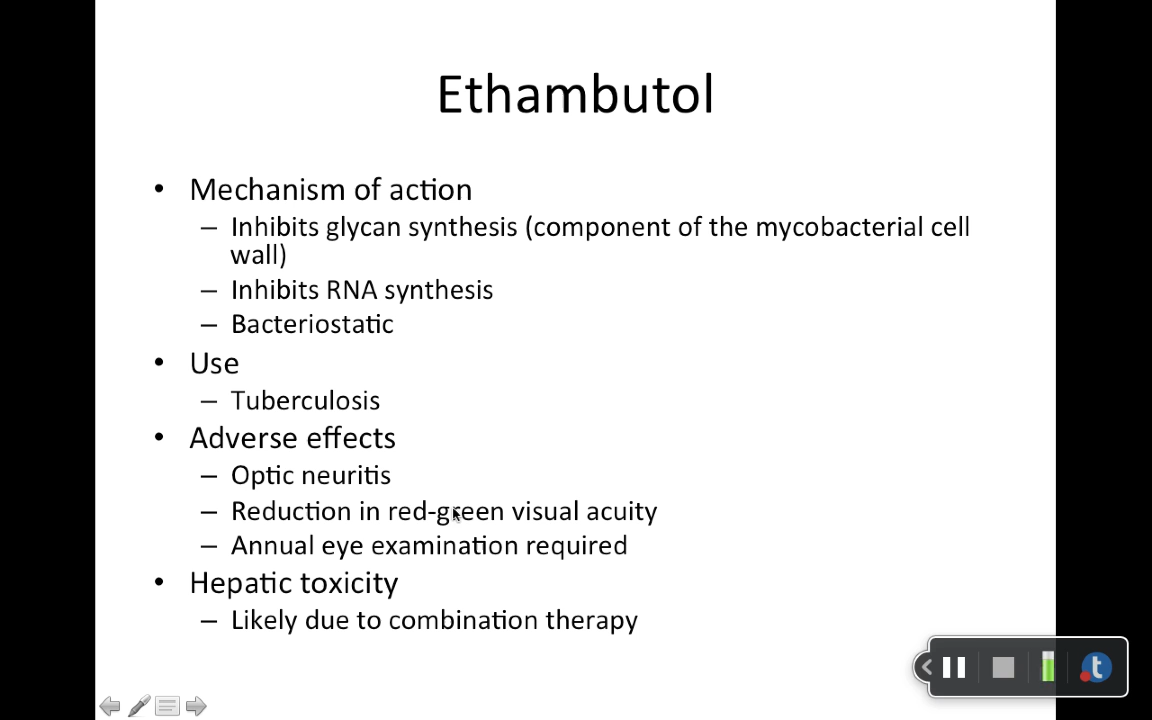 Ethambutol
• Mechanism of action
– Inhibits glycan synthesis (component of the mycobacterial cell
wall)
– Inhibits RNA synthesis
– Bacteriostatic
• Use
– Tuberculosis
• Adverse effects
– Optic neuritis
– Reduction in red-green visual acuity
– Annual eye examination required
• Hepatic toxicity
– Likely due to combination therapy
t